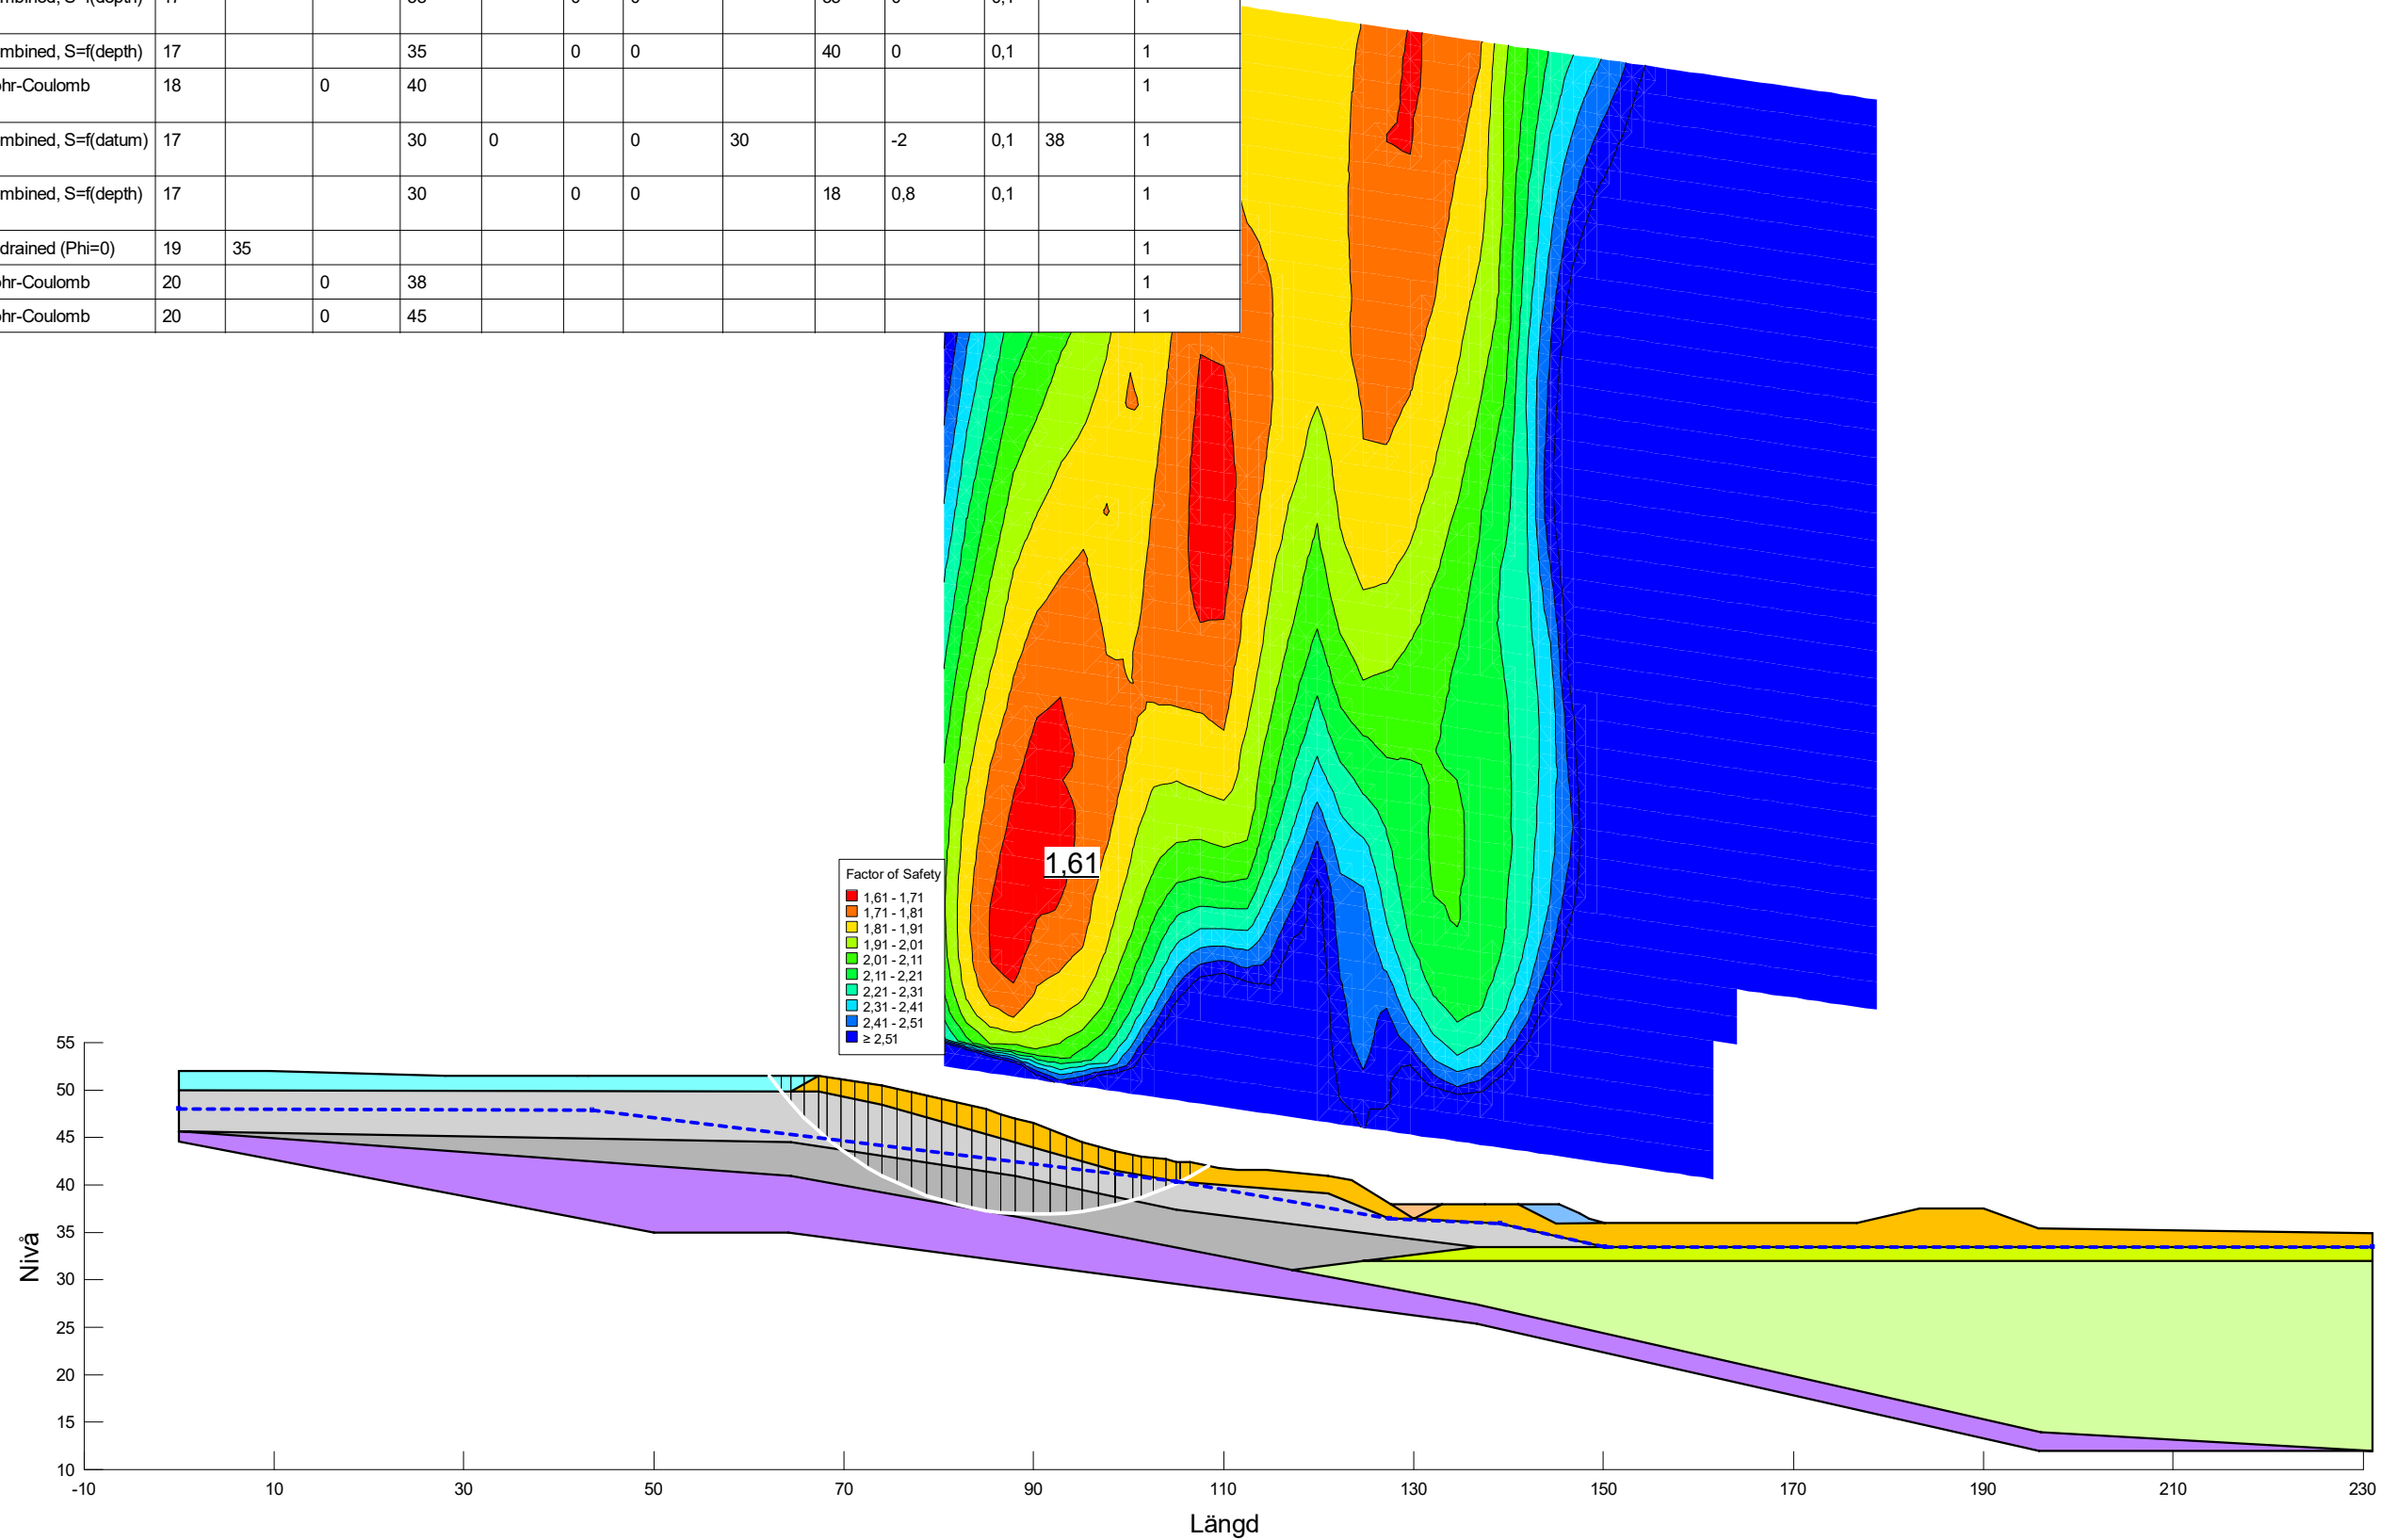 mbined, S=f(depth) 17 35 0 0 40 0 0,1 1
hr-Coulomb 18 0 40 1
mbined, S=f(datum) 17 30 0 0 30 -2 0,1 38 1
mbined, S=f(depth) 17 30 0 0 18 0,8 0,1 1
drained (Phi=0) 19 35 1
hr-Coulomb 20 0 38 1
hr-Coulomb 20 0 45 1
1,61
Factor of Safety
1,61 - 1,71
1,71 - 1,81
1,81 - 1,91
1,91 - 2,01
2,01 - 2,11
2,11 - 2,21
2,21 - 2,31
2,31 - 2,41
2,41 - 2,51
≥ 2,51
55
50
45
40
35
30
25
20
15
10
Nivå
-10 10 30 50 70 90 110 130 150 170 190 210 230
Längd